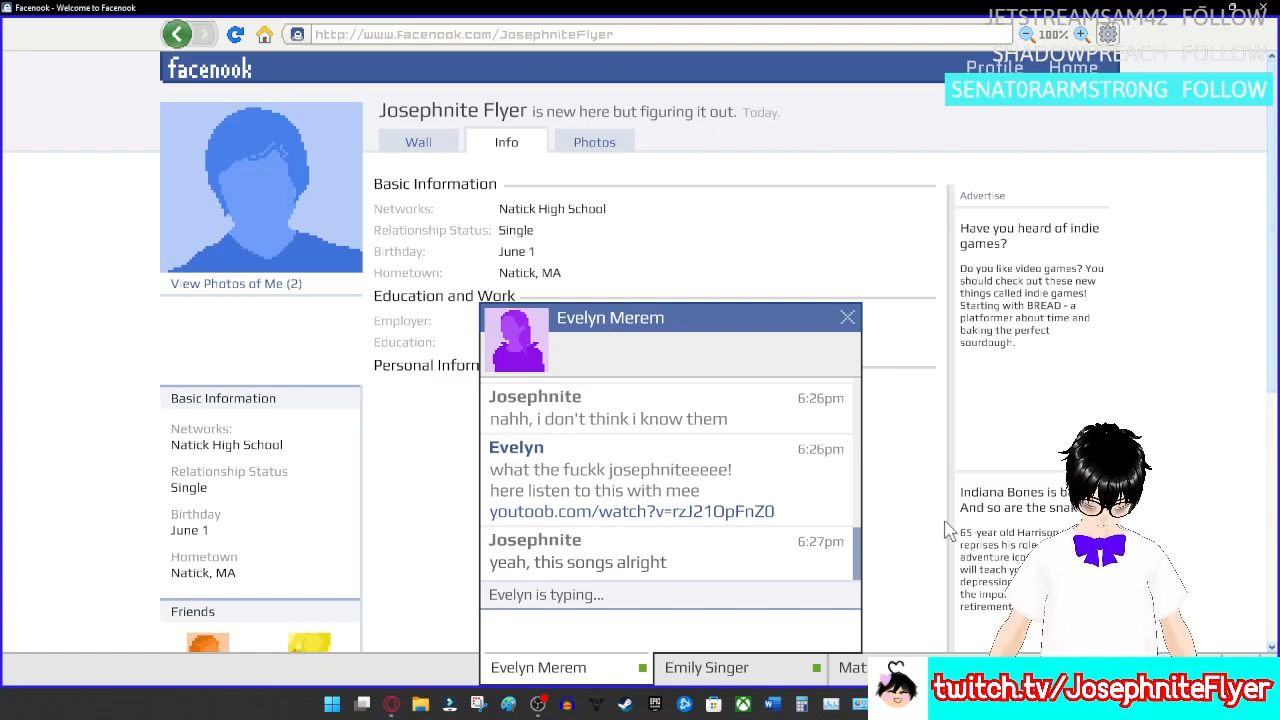 Facenook - Welcome to Facenook
JETSTREAMSAM42 FOLLOW
http://www.facenook.com/JosephniteFlyer
100%
SHADOWPREACH FOLLOW
facenook
Profile
Home
SENAT0RARMSTR0NG FOLLOW
Josephnite Flyer is new here but figuring it out. Today.
Wall
Info
Photos
Basic Information
Networks: Natick High School
Relationship Status: Single
Birthday: June 1
Hometown: Natick, MA
View Photos of Me (2)
Education and Work
Employer:
Education:
Personal Inform
Basic Information
Networks:
Natick High School
Relationship Status
Single
Birthday
June 1
Hometown
Natick, MA
Friends
Evelyn Merem
Josephnite 6:26pm
nahh, i don't think i know them
Evelyn 6:26pm
what the fuckk josephniteeeee!
here listen to this with mee
youtoob.com/watch?v=rzJ21OpFnZ0
Josephnite 6:27pm
yeah, this songs alright
Evelyn is typing...
Evelyn Merem
Emily Singer
Mat
Advertise
Have you heard of indie
games?
Do you like video games? You
should check out these new
things called indie games!
Starting with BREAD - a
platformer about time and
baking the perfect
sourdough.
Indiana Bones is b
And so are the snak
65-year old Harrison
reprises his role
adventure ico
will teach yo
depressio
the impo
retirement
twitch.tv/JosephniteFlyer